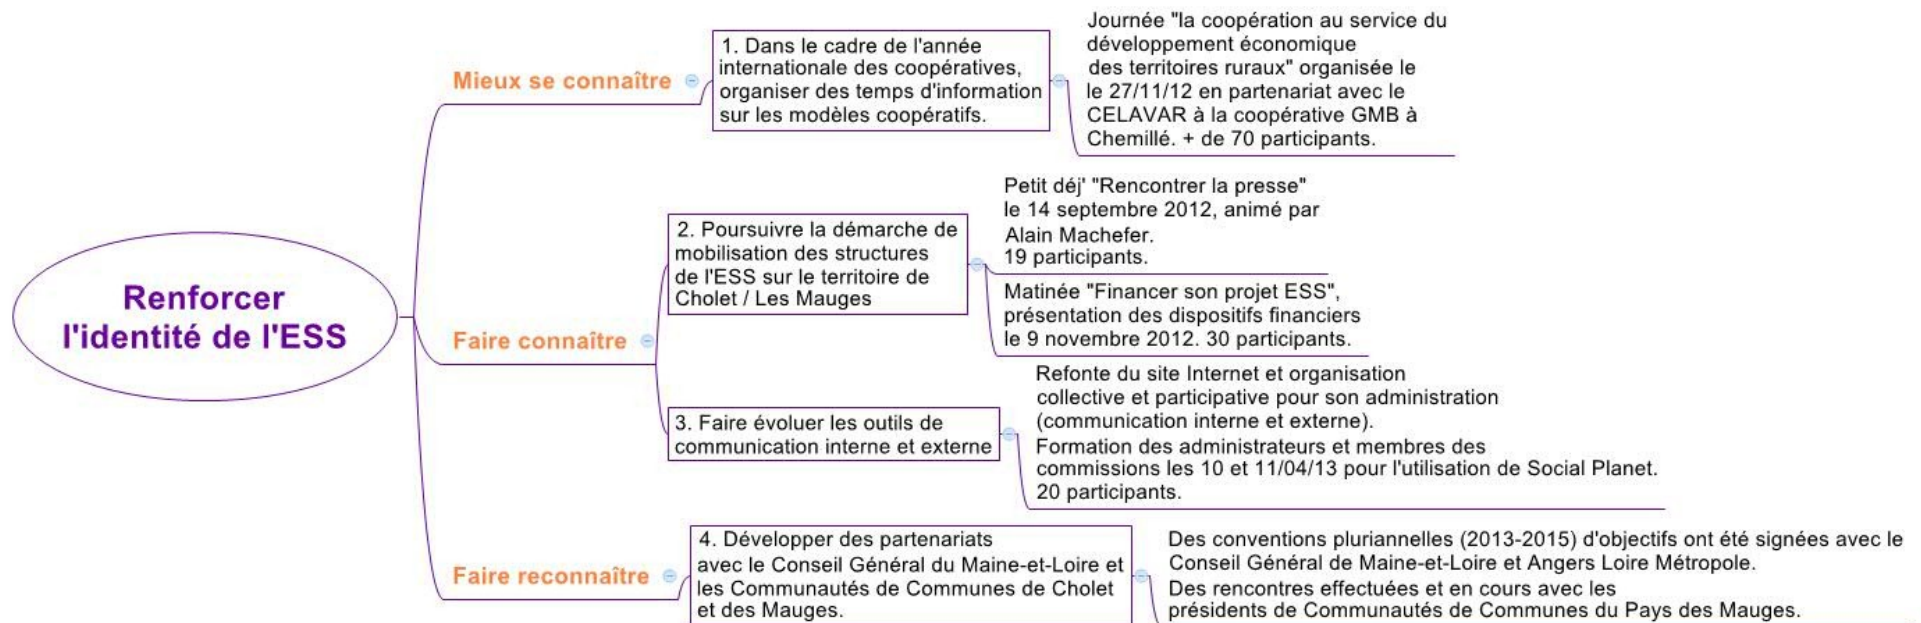 Renforcer
l'identité de l'ESS
Mieux se connaître
1. Dans le cadre de l'année
internationale des coopératives,
organiser des temps d'information
sur les modèles coopératifs.
Journée "la coopération au service du
développement économique
des territoires ruraux" organisée le
le 27/11/12 en partenariat avec le
CELAVAR à la coopérative GMB à
Chemillé. + de 70 participants.
Faire connaître
2. Poursuivre la démarche de
mobilisation des structures
de l'ESS sur le territoire de
Cholet / Les Mauges
Petit déj' "Rencontrer la presse"
le 14 septembre 2012, animé par
Alain Machefer.
19 participants.
Matinée "Financer son projet ESS",
présentation des dispositifs financiers
le 9 novembre 2012. 30 participants.
3. Faire évoluer les outils de
communication interne et externe
Refonte du site Internet et organisation
collective et participative pour son administration
(communication interne et externe).
Formation des administrateurs et membres des
commissions les 10 et 11/04/13 pour l'utilisation de Social Planet.
20 participants.
Faire reconnaître
4. Développer des partenariats
avec le Conseil Général du Maine-et-Loire et
les Communautés de Communes de Cholet
et des Mauges.
Des conventions pluriannelles (2013-2015) d'objectifs ont été signées avec le
Conseil Général de Maine-et-Loire et Angers Loire Métropole.
Des rencontres effectuées et en cours avec les
présidents de Communautés de Communes du Pays des Mauges.